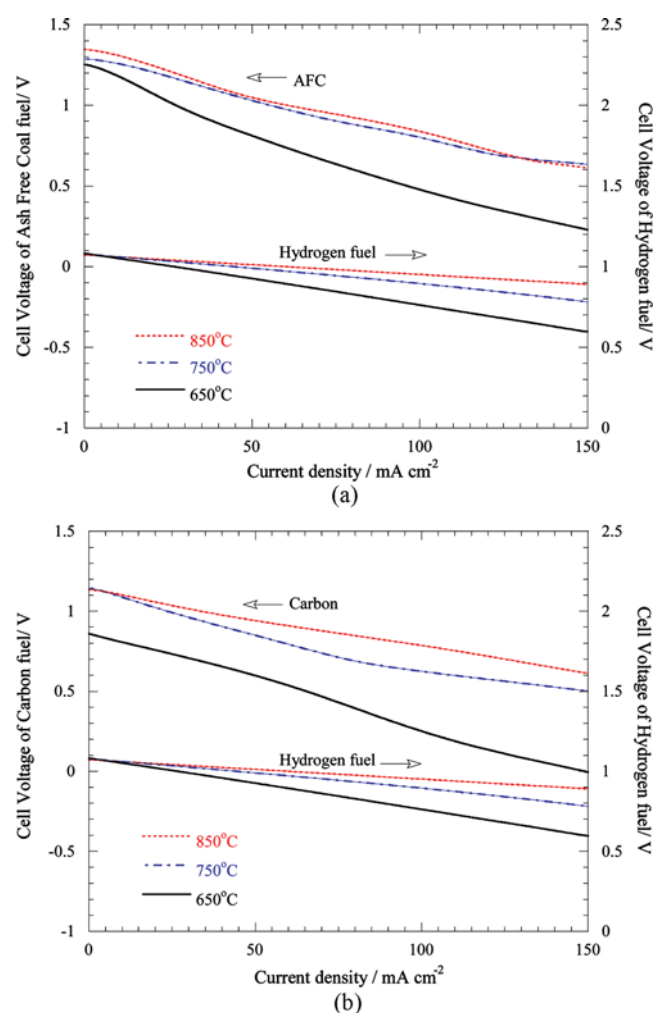 1.5
1
0.5
0
-0.5
-1
2.5
2
1.5
1
0.5
0
0
50
100
150
Cell Voltage of Ash Free Coal fuel/ V
Cell Voltage of Hydrogen fuel/ V
AFC
Hydrogen fuel
850°C
750°C
650°C
Current density / mA cm⁻²
(a)
1.5
1
0.5
0
-0.5
-1
2.5
2
1.5
1
0.5
0
0
50
100
150
Cell Voltage of Carbon fuel/ V
Cell Voltage of Hydrogen fuel/ V
Carbon
Hydrogen fuel
850°C
750°C
650°C
Current density / mA cm⁻²
(b)